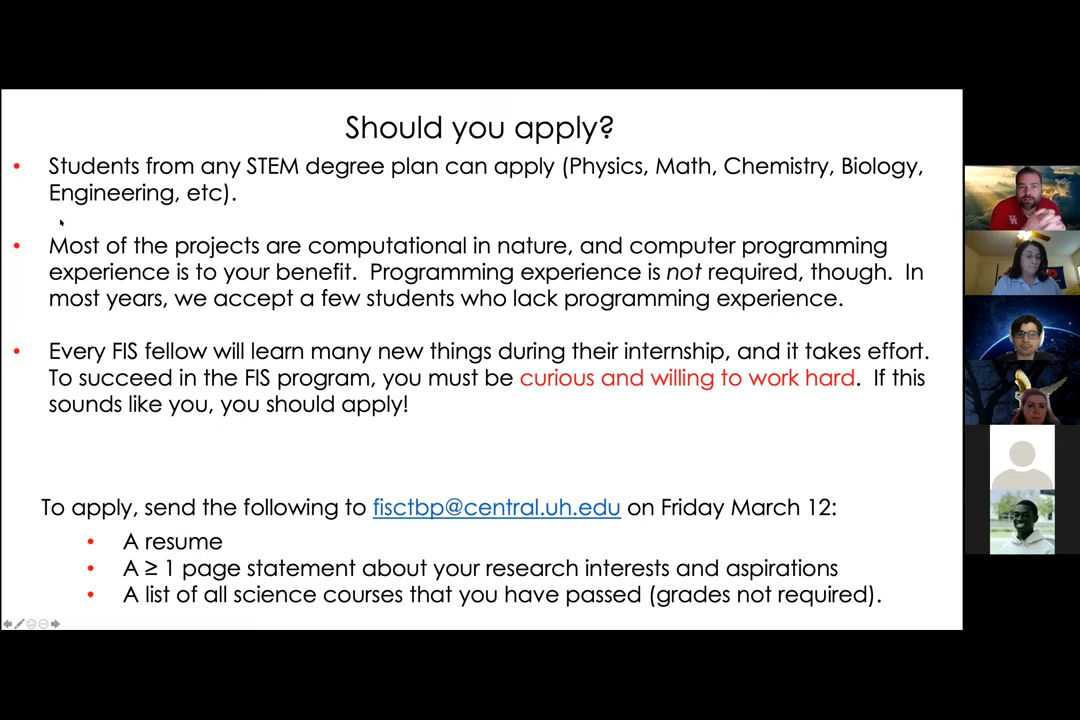 Should you apply?
• Students from any STEM degree plan can apply (Physics, Math, Chemistry, Biology,
Engineering, etc).
• Most of the projects are computational in nature, and computer programming
experience is to your benefit. Programming experience is not required, though. In
most years, we accept a few students who lack programming experience.
• Every FIS fellow will learn many new things during their internship, and it takes effort.
To succeed in the FIS program, you must be curious and willing to work hard. If this
sounds like you, you should apply!
To apply, send the following to fisctbp@central.uh.edu on Friday March 12:
• A resume
• A ≥ 1 page statement about your research interests and aspirations
• A list of all science courses that you have passed (grades not required).